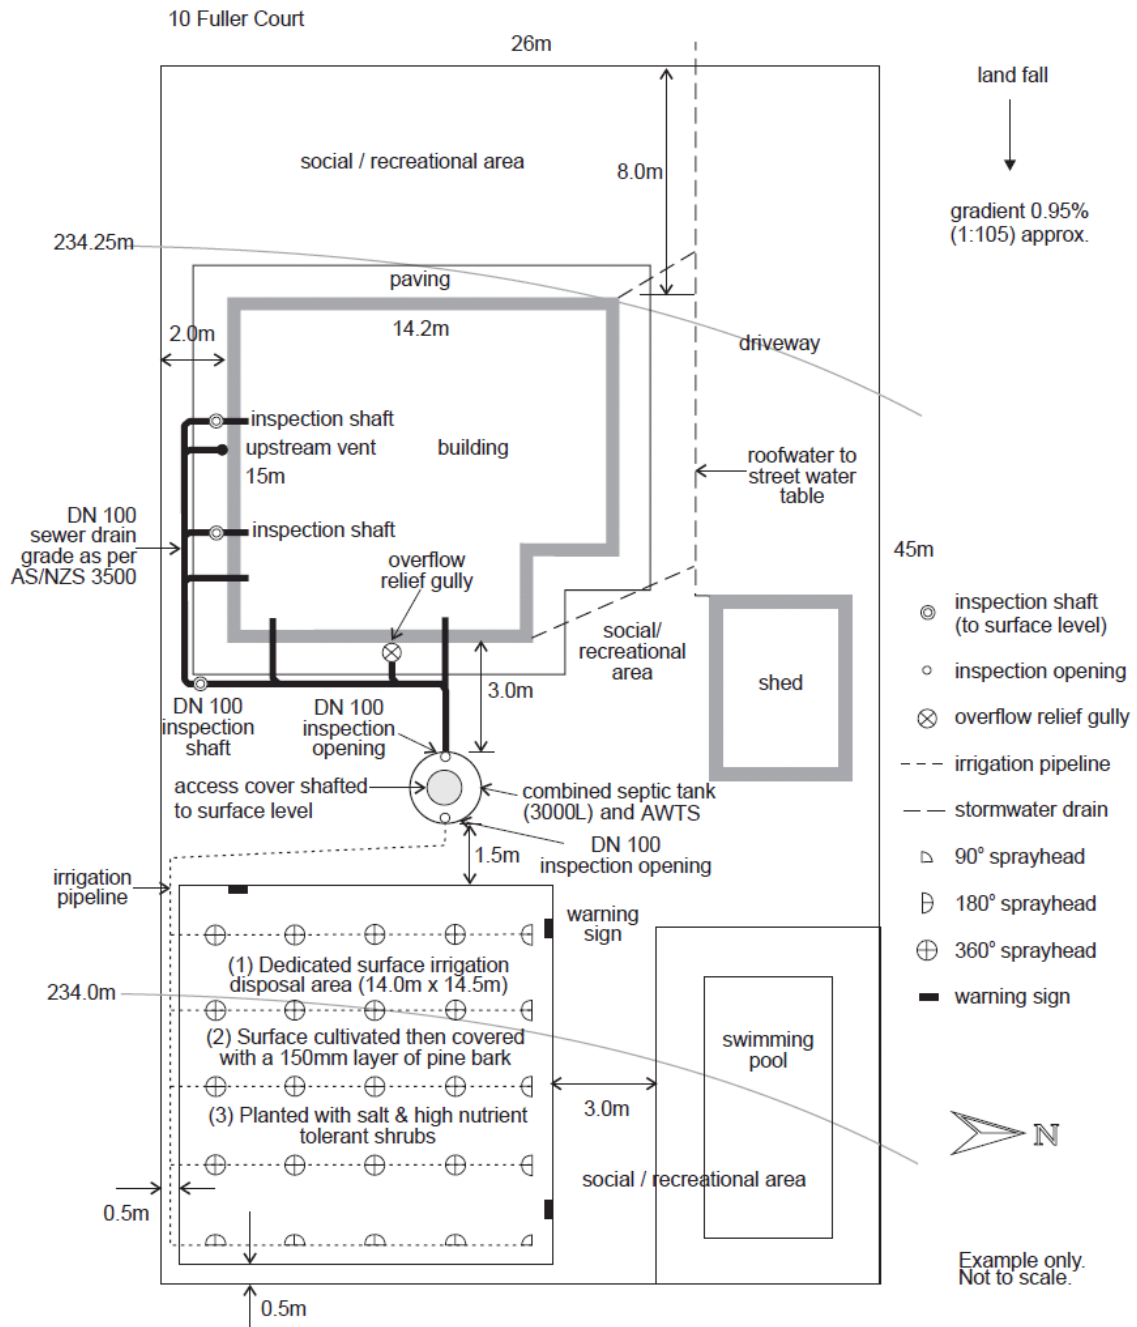 10 Fuller Court
26m
land fall
social / recreational area
8.0m
gradient 0.95%
(1:105) approx.
234.25m
paving
14.2m
2.0m
driveway
inspection shaft
upstream vent
building
15m
roofwater to
street water
table
DN 100
sewer drain
grade as per
AS/NZS 3500
inspection shaft
overflow
relief gully
45m
inspection shaft
(to surface level)
social/
recreational
area
inspection opening
shed
3.0m
DN 100
inspection
shaft
DN 100
inspection
opening
overflow relief gully
irrigation pipeline
access cover shafted
to surface level
combined septic tank
(3000L) and AWTS
stormwater drain
DN 100
inspection opening
1.5m
90° sprayhead
irrigation
pipeline
180° sprayhead
warning
sign
360° sprayhead
(1) Dedicated surface irrigation
disposal area (14.0m x 14.5m)
234.0m
warning sign
(2) Surface cultivated then covered
with a 150mm layer of pine bark
swimming
pool
(3) Planted with salt & high nutrient
tolerant shrubs
3.0m
N
social / recreational area
0.5m
Example only.
Not to scale.
0.5m